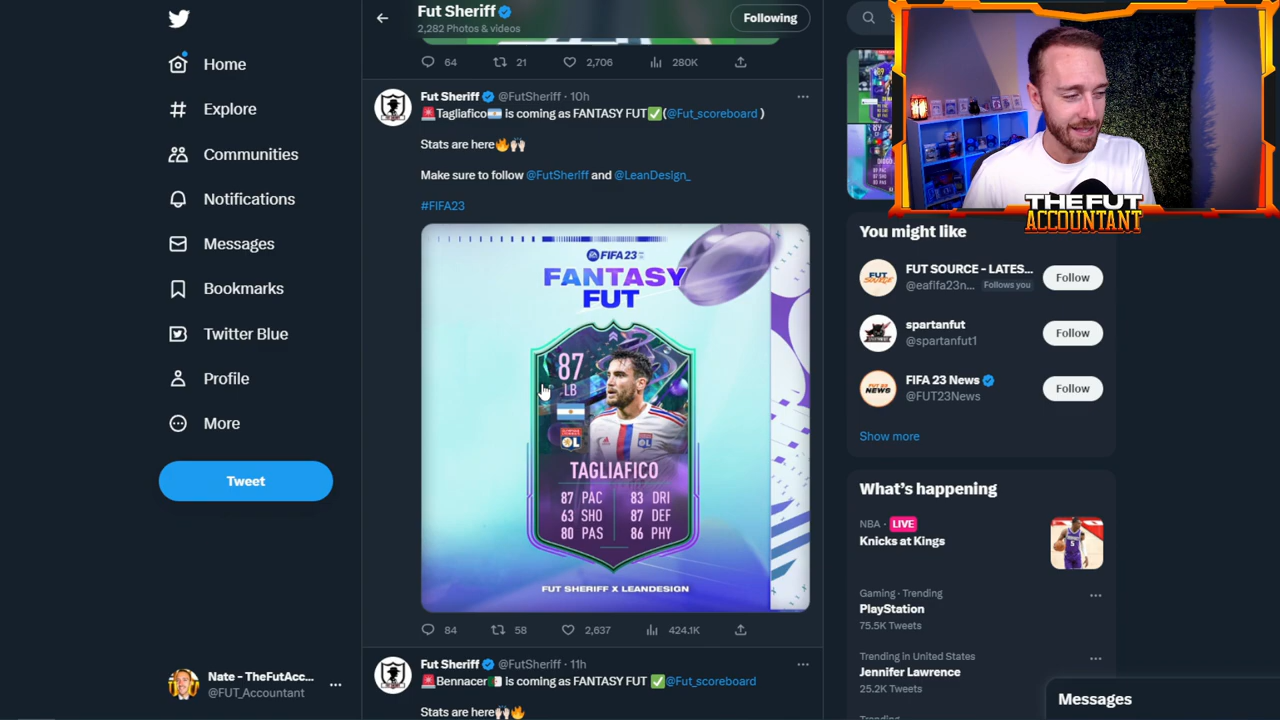 Fut Sheriff
2,282 Photos & videos
Following
Home
Explore
Communities
Notifications
Messages
Bookmarks
Twitter Blue
Profile
More
Tweet
Nate - TheFutAcc...
@FUT_Accountant
64
21
2,706
280K
Fut Sheriff @FutSheriff · 10h
🚨Tagliafico🇦🇷 is coming as FANTASY FUT✅(@Fut_scoreboard )
Stats are here🔥🙌🏻
Make sure to follow @FutSheriff and @LeanDesign_
#FIFA23
FIFA 23
FANTASY
FUT
87
LB
TAGLIAFICO
87 PAC 83 DRI
63 SHO 87 DEF
80 PAS 86 PHY
FUT SHERIFF X LEANDESIGN
84
58
2,637
424.1K
Fut Sheriff @FutSheriff · 11h
🚨Bennacer🇩🇿 is coming as FANTASY FUT ✅@Fut_scoreboard
Stats are here🙌🏻🔥
THE FUT
ACCOUNTANT
You might like
FUT SOURCE - LATES...
@eafifa23n... Follows you
Follow
spartanfut
@spartanfut1
Follow
FIFA 23 News
@FUT23News
Follow
Show more
What's happening
NBA · LIVE
Knicks at Kings
Gaming · Trending
PlayStation
75.5K Tweets
Trending in United States
Jennifer Lawrence
25.2K Tweets
Messages